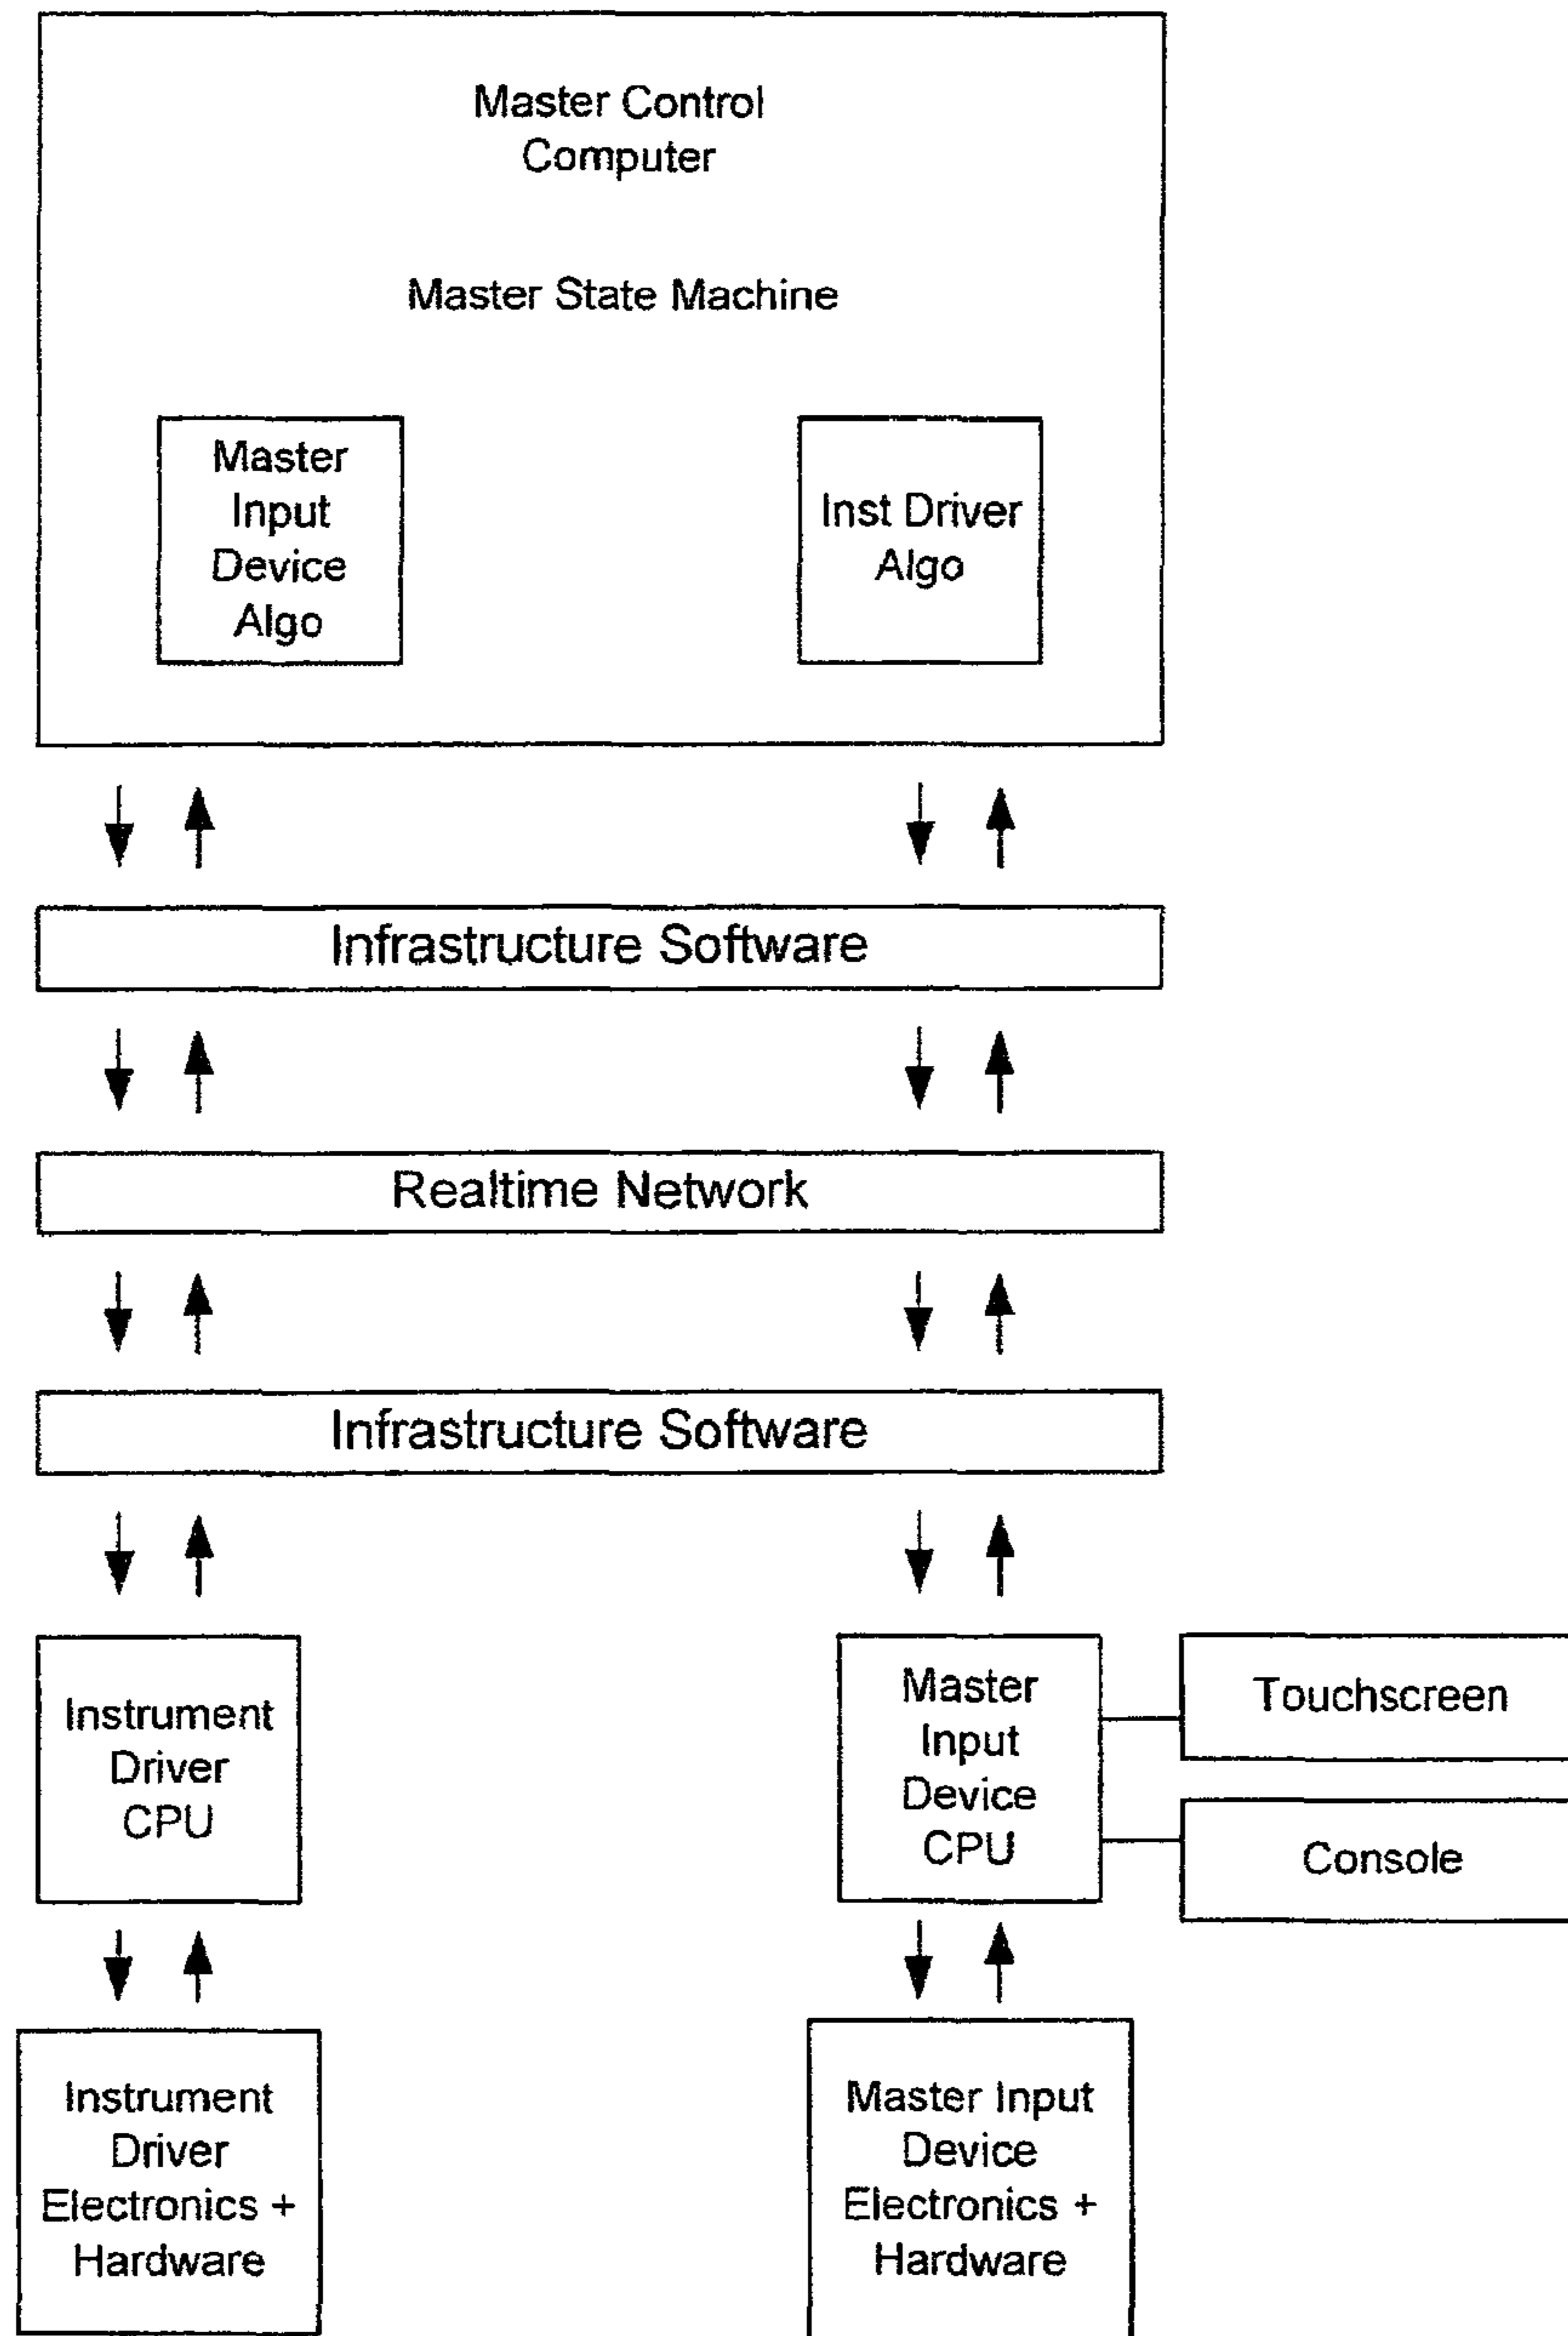 Master Control
Computer
Master State Machine
Master
Input
Device
Algo
Inst Driver
Algo
Infrastructure Software
Realtime Network
Infrastructure Software
Instrument
Driver
CPU
Master
Input
Device
CPU
Touchscreen
Console
Instrument
Driver
Electronics +
Hardware
Master Input
Device
Electronics +
Hardware